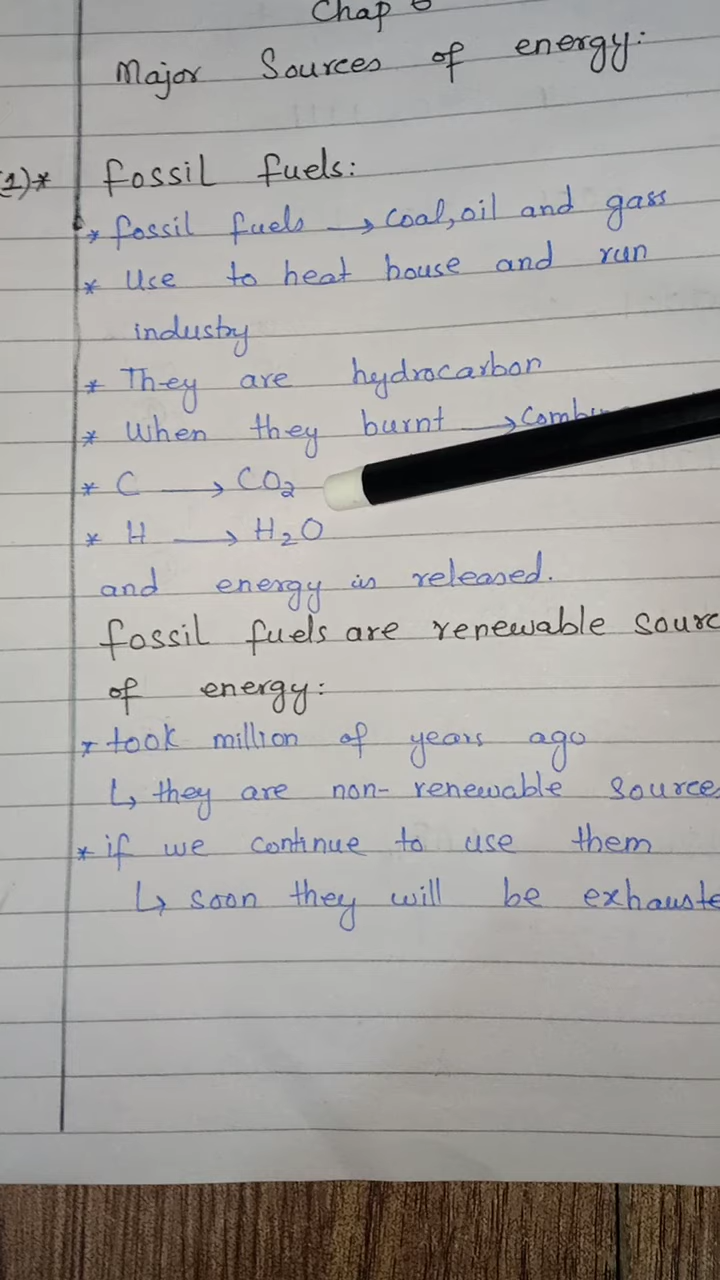 Chap 6
Major Sources of energy:
(1)* fossil fuels:
* fossil fuels → coal, oil and gass
* Use to heat house and run
industry
* They are hydrocarbon
* When they burnt →
* C → CO₂
* H → H₂O
and energy is released.
fossil fuels are renewable sourc
of energy:
* took million of years ago
↳ they are non-renewable source
* if we continue to use them
↳ soon they will be exhauste